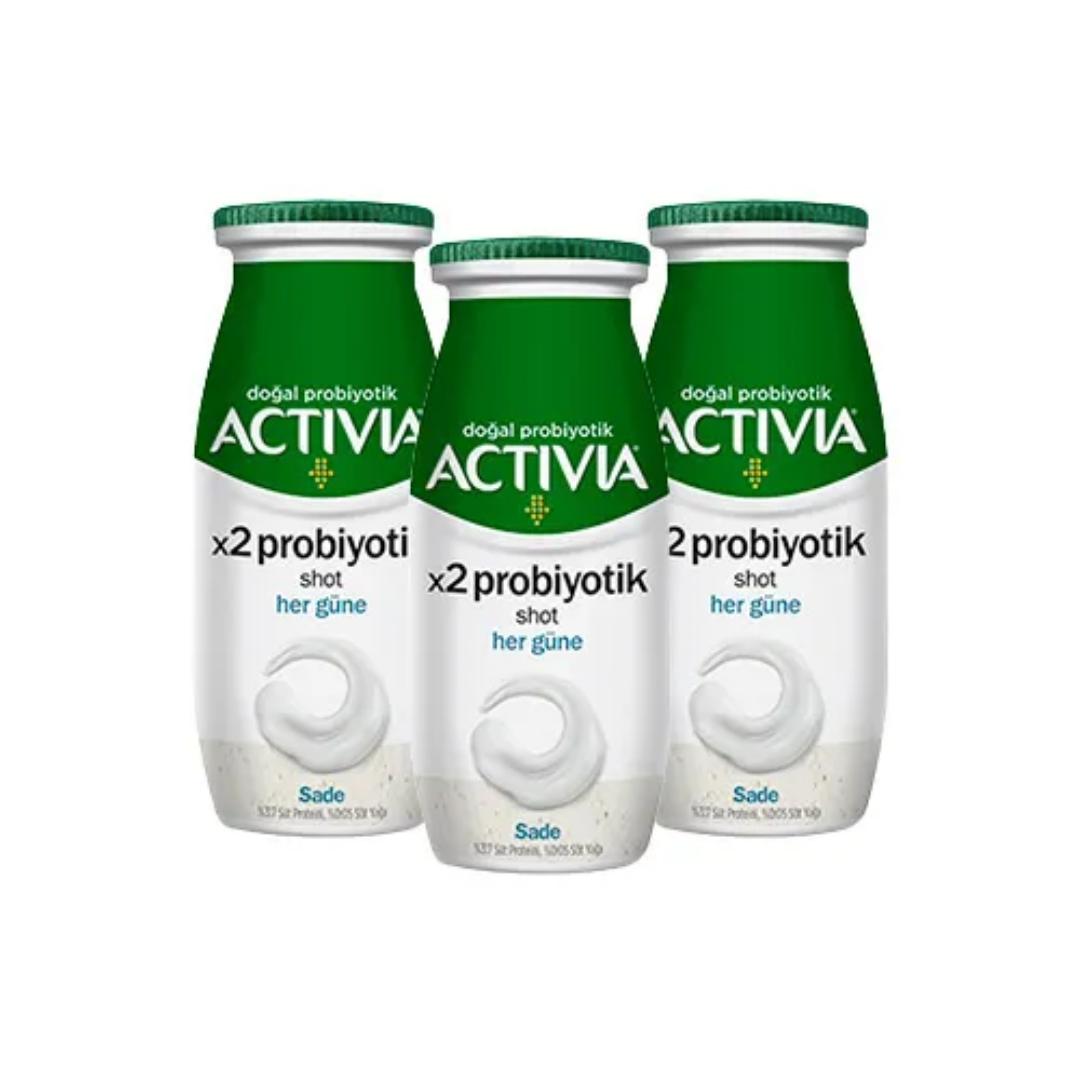 doğal probiyotik
ACTIVIA
x2 probiyoti
shot
her güne
Sade
doğal probiyotik
ACTIVIA
x2 probiyotik
shot
her güne
Sade
doğal probiyotik
ACTIVIA
2 probiyotik
shot
her güne
Sade